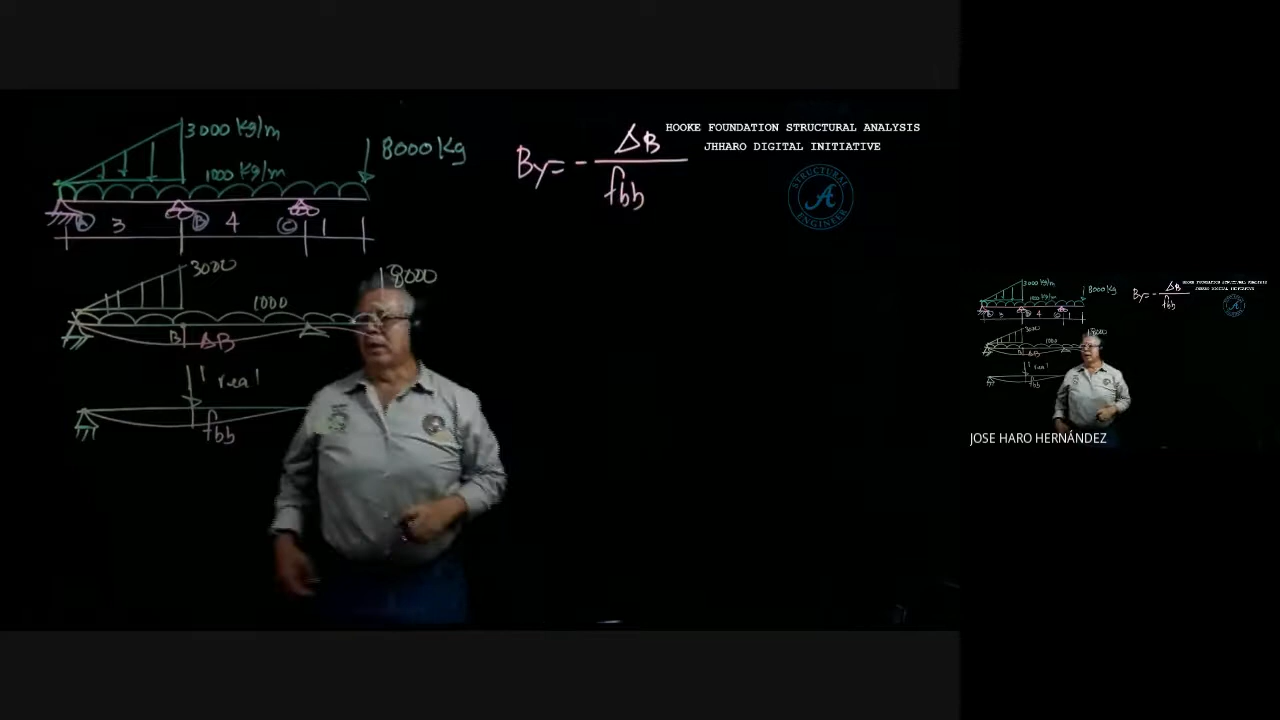 3000 kg/m
8000 kg
1000 kg/m
A 3 B 4 C 1
3000
8000
1000
B ΔB
1 real
fbb
By = - ΔB / fbb
HOOKE FOUNDATION STRUCTURAL ANALYSIS
JHHARO DIGITAL INITIATIVE
STRUCTURAL
A
ENGINEER
JOSE HARO HERNÁNDEZ